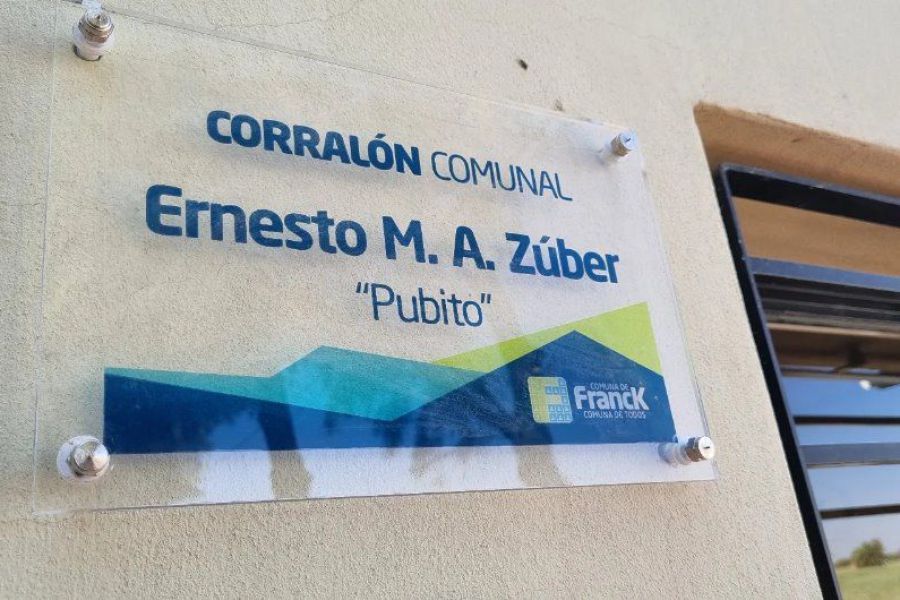 CORRALÓN COMUNAL
Ernesto M. A. Zúber
"Pubito"
COMUNA DE
FrancK
COMUNA DE TODOS